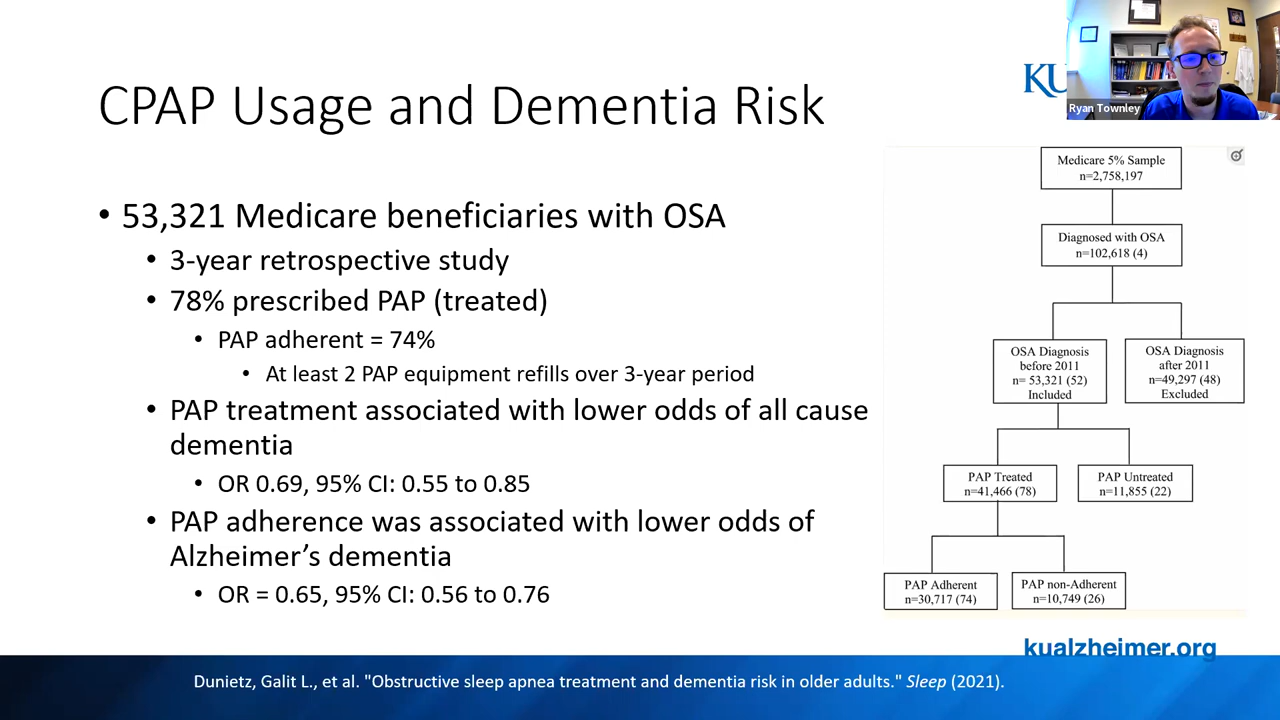 CPAP Usage and Dementia Risk
KU
Ryan Townley
• 53,321 Medicare beneficiaries with OSA
• 3-year retrospective study
• 78% prescribed PAP (treated)
• PAP adherent = 74%
• At least 2 PAP equipment refills over 3-year period
• PAP treatment associated with lower odds of all cause
dementia
• OR 0.69, 95% CI: 0.55 to 0.85
• PAP adherence was associated with lower odds of
Alzheimer’s dementia
• OR = 0.65, 95% CI: 0.56 to 0.76
Medicare 5% Sample
n=2,758,197
Diagnosed with OSA
n=102,618 (4)
OSA Diagnosis
before 2011
n= 53,321 (52)
Included
OSA Diagnosis
after 2011
n=49,297 (48)
Excluded
PAP Treated
n=41,466 (78)
PAP Untreated
n=11,855 (22)
PAP Adherent
n=30,717 (74)
PAP non-Adherent
n=10,749 (26)
kualzheimer.org
Dunietz, Galit L., et al. "Obstructive sleep apnea treatment and dementia risk in older adults." Sleep (2021).